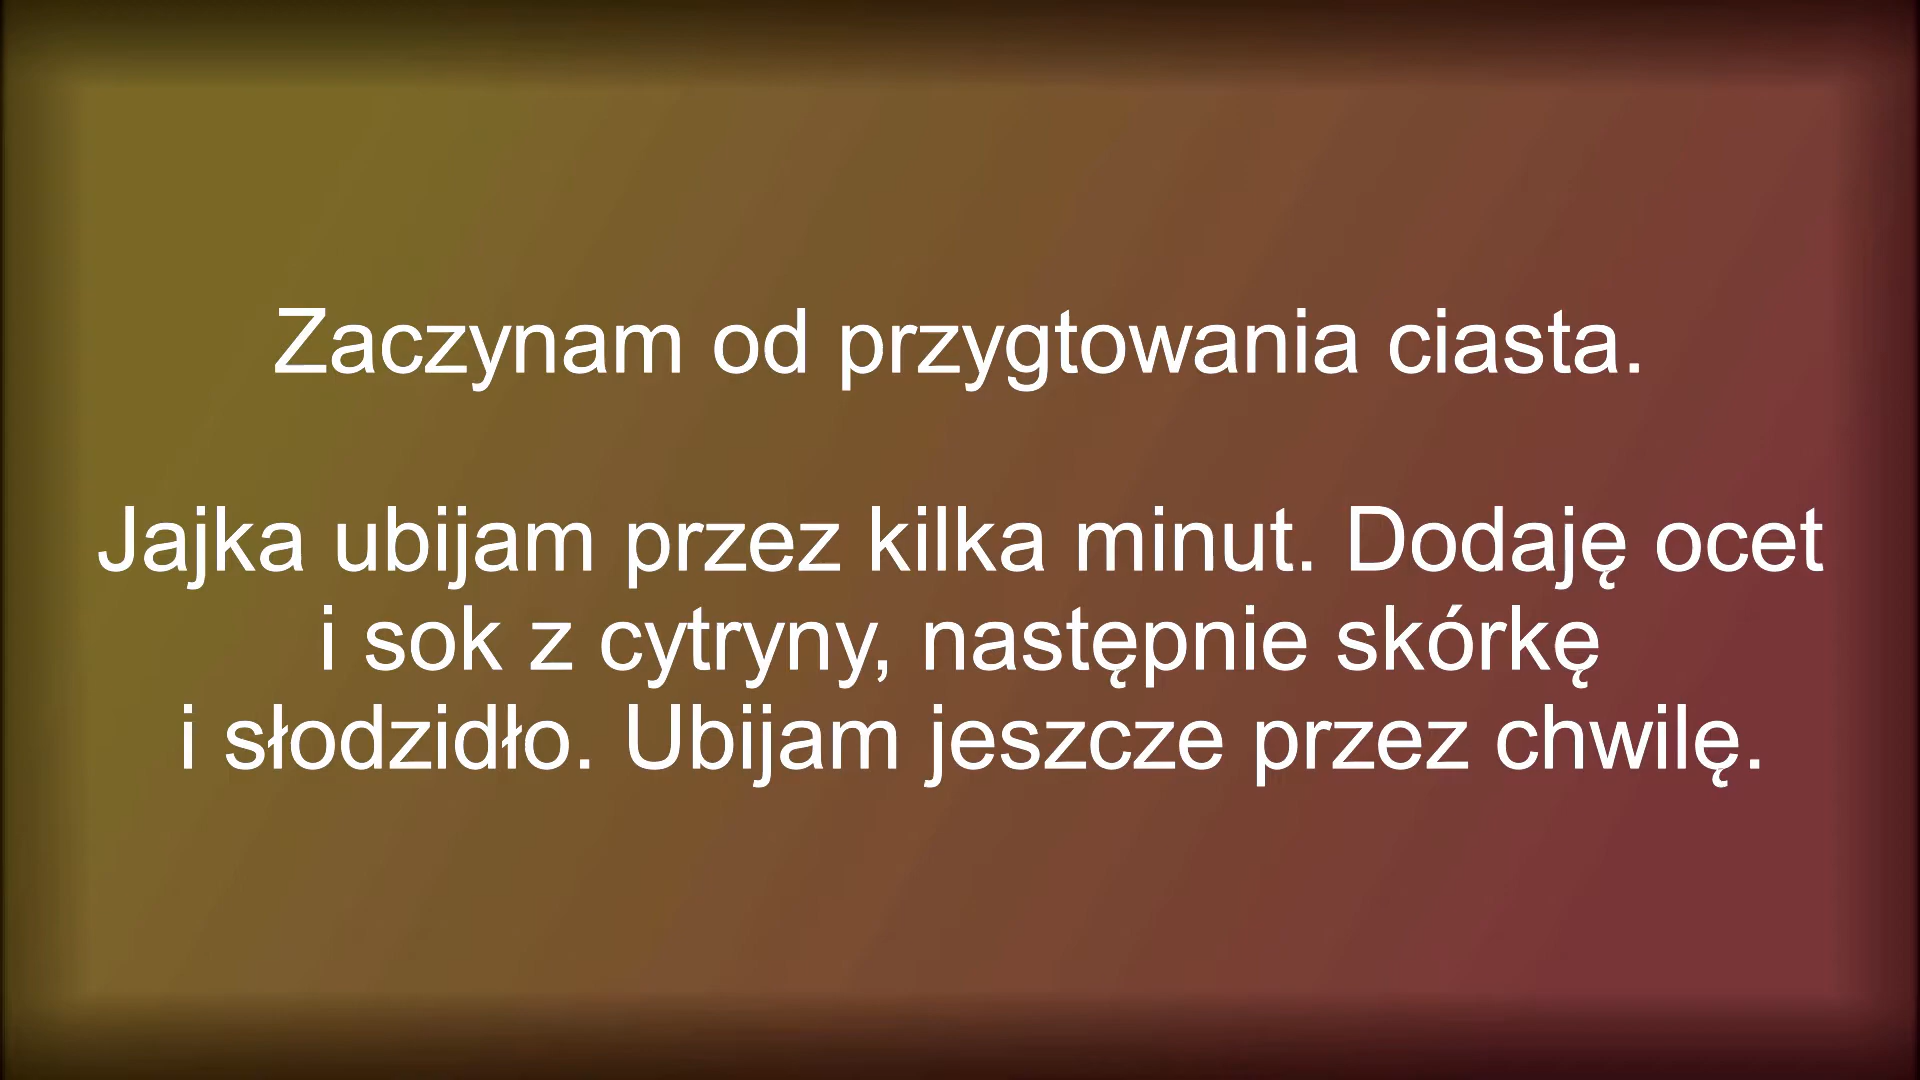 Zaczynam od przygtowania ciasta.
Jajka ubijam przez kilka minut. Dodaję ocet
i sok z cytryny, następnie skórkę
i słodzidło. Ubijam jeszcze przez chwilę.